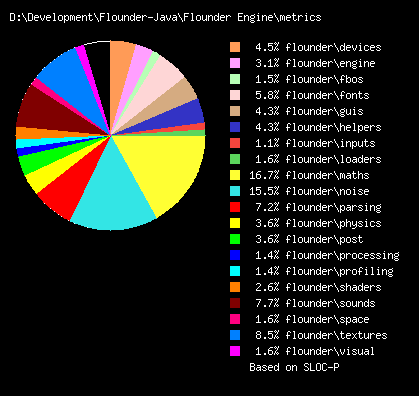 D:\Development\Flounder-Java\Flounder Engine\metrics
4.5% flounder\devices
3.1% flounder\engine
1.5% flounder\fbos
5.8% flounder\fonts
4.3% flounder\guis
4.3% flounder\helpers
1.1% flounder\inputs
1.6% flounder\loaders
16.7% flounder\maths
15.5% flounder\noise
7.2% flounder\parsing
3.6% flounder\physics
3.6% flounder\post
1.4% flounder\processing
1.4% flounder\profiling
2.6% flounder\shaders
7.7% flounder\sounds
1.6% flounder\space
8.5% flounder\textures
1.6% flounder\visual
Based on SLOC-P